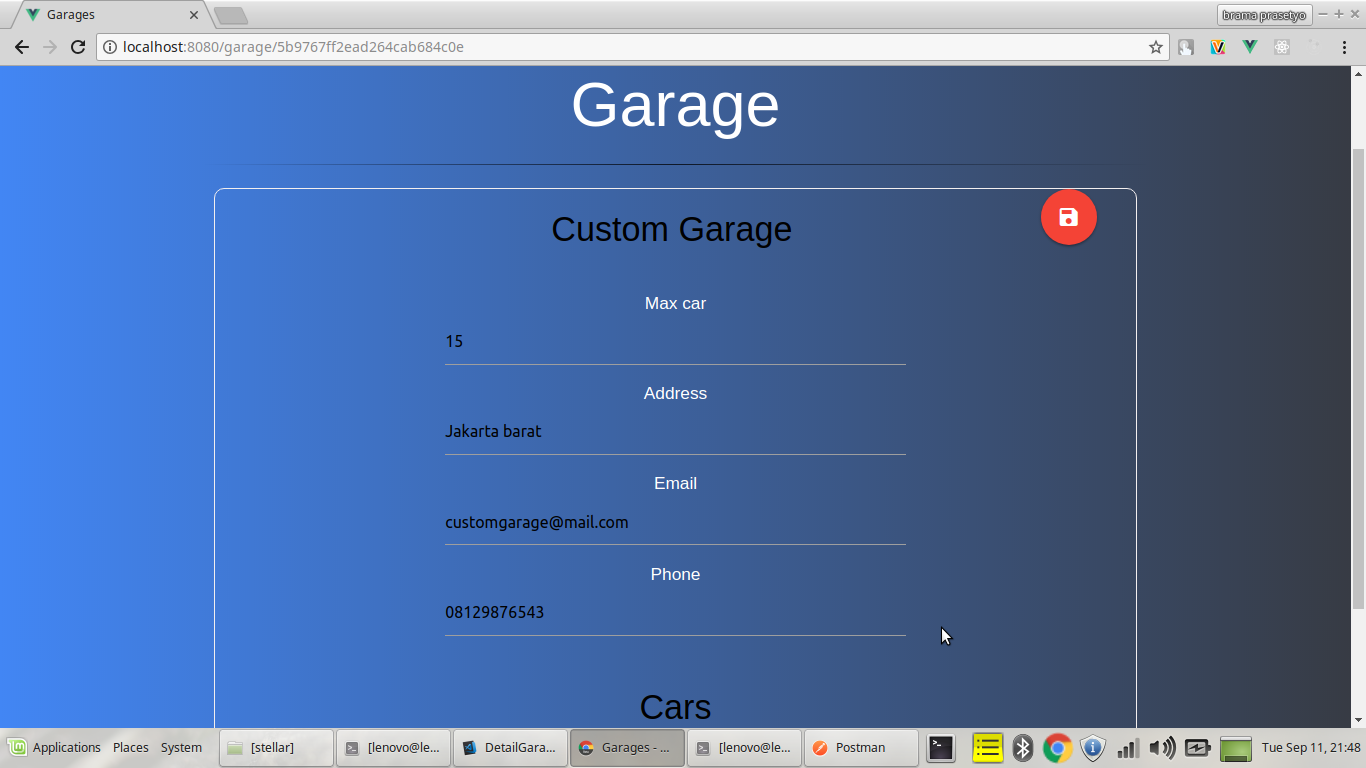 Garages
brama prasetyo
localhost:8080/garage/5b9767ff2ead264cab684c0e
Garage
Custom Garage
Max car
15
Address
Jakarta barat
Email
customgarage@mail.com
Phone
08129876543
Cars
Applications Places System [stellar] [lenovo@le... DetailGara... Garages - ... [lenovo@le... Postman Tue Sep 11, 21:48